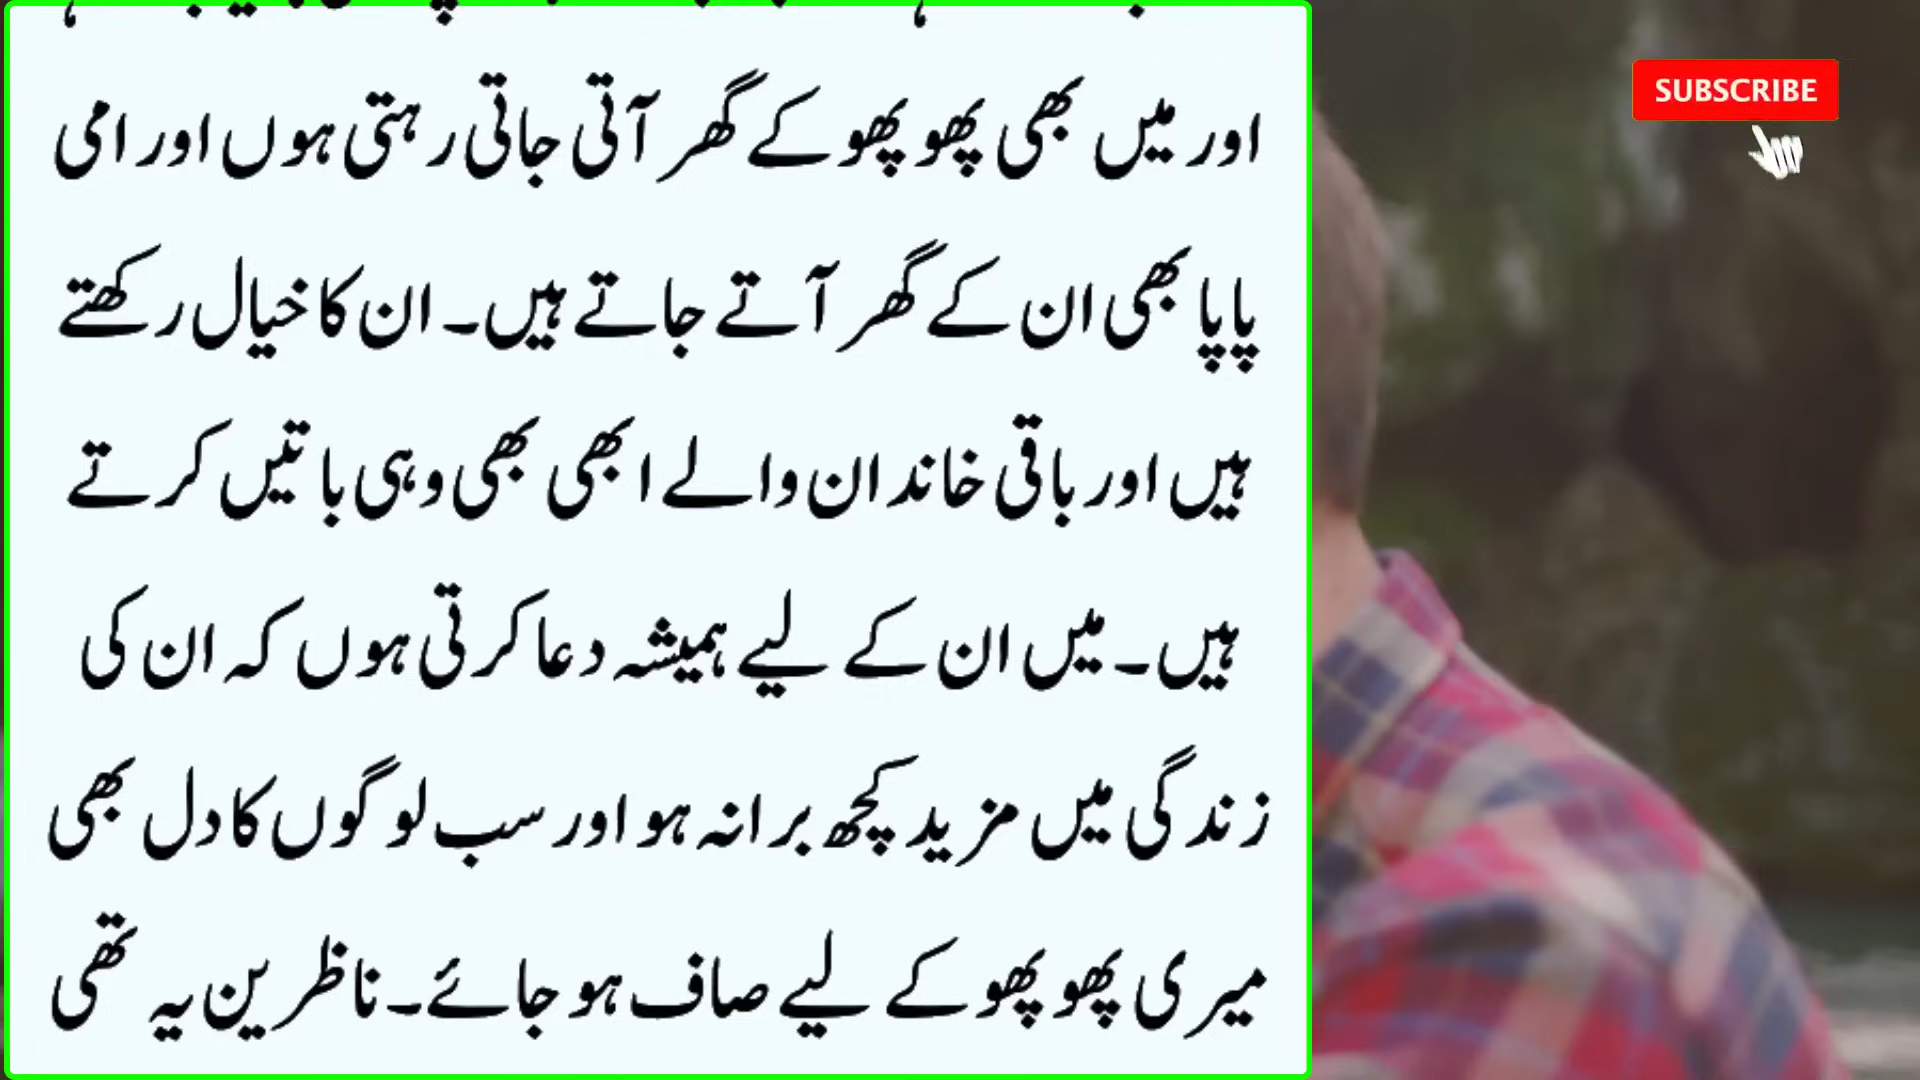 اور میں بھی پھوپھو کے گھر آتی جاتی رہتی ہوں اور امی
پاپا بھی ان کے گھر آتے جاتے ہیں۔ ان کا خیال رکھتے
ہیں اور باقی خاندان والے ابھی بھی وہی باتیں کرتے
ہیں۔ میں ان کے لیے ہمیشہ دعا کرتی ہوں کہ ان کی
زندگی میں مزید کچھ برا نہ ہو اور سب لوگوں کا دل بھی
میری پھوپھو کے لیے صاف ہو جائے۔ ناظرین یہ تھی
SUBSCRIBE